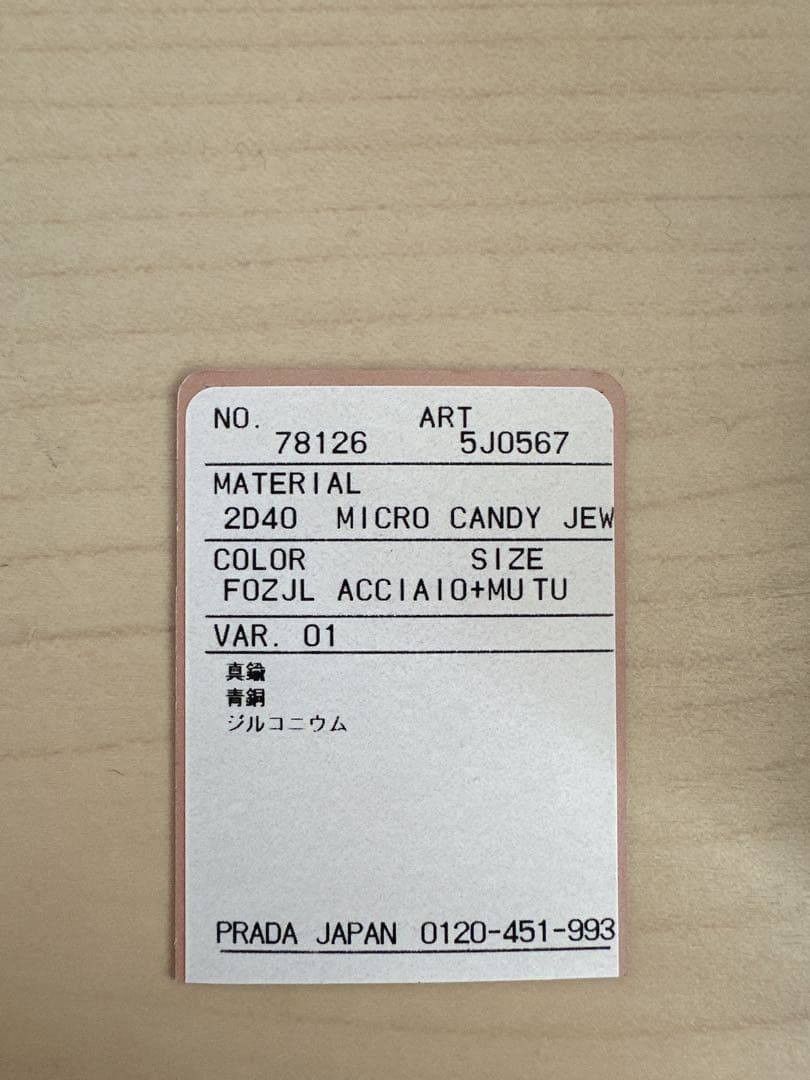 NO. ART
78126 5J0567
MATERIAL
2D40 MICRO CANDY JEW
COLOR SIZE
F0ZJL ACCIAIO+MU TU
VAR. 01
真鍮
青銅
ジルコニウム
PRADA JAPAN 0120-451-993